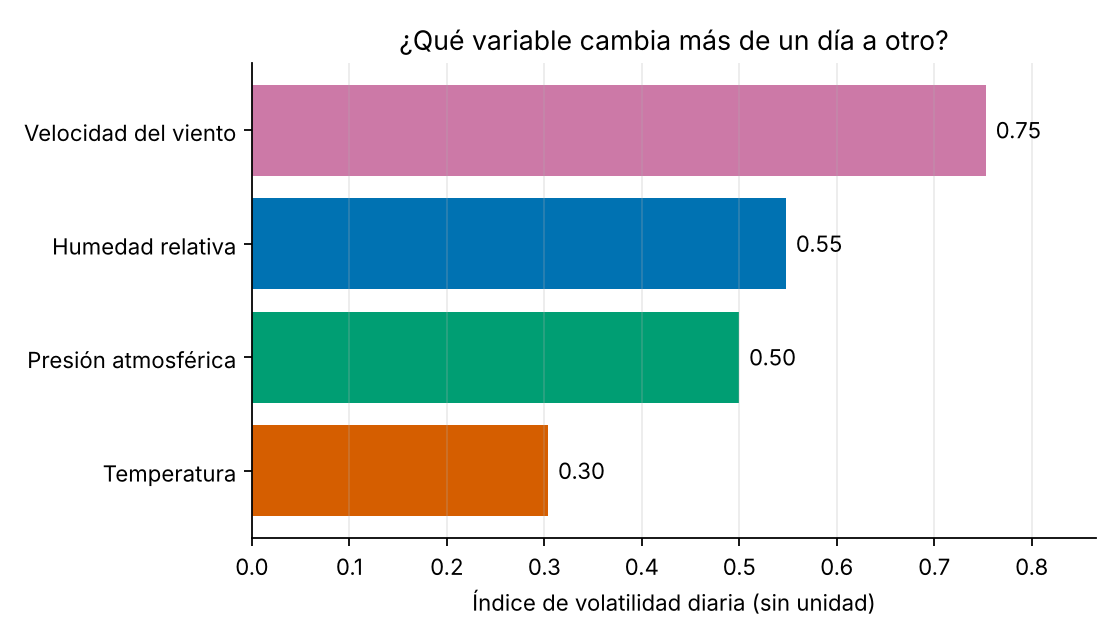 ¿Qué variable cambia más de un día a otro?
Velocidad del viento
0.75
Humedad relativa
0.55
Presión atmosférica
0.50
Temperatura
0.30
0.0 0.1 0.2 0.3 0.4 0.5 0.6 0.7 0.8
Índice de volatilidad diaria (sin unidad)